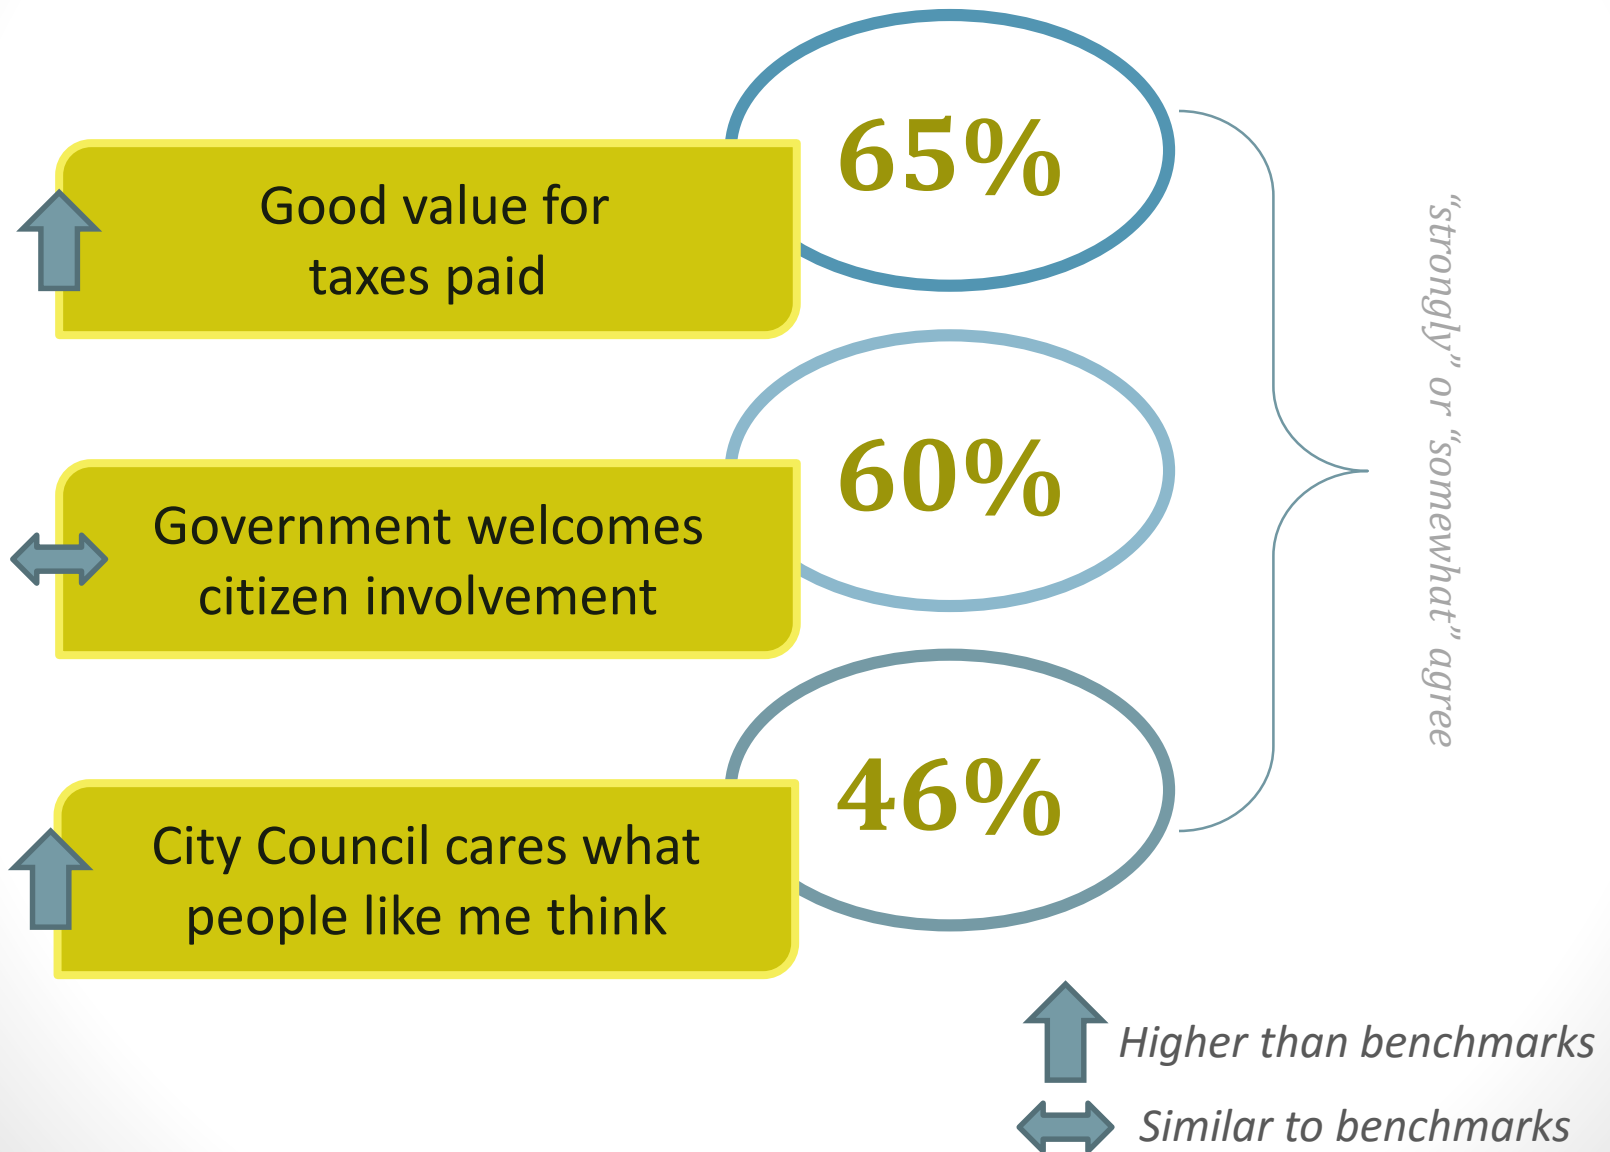 Good value for
taxes paid
65%
Government welcomes
citizen involvement
60%
City Council cares what
people like me think
46%
“strongly” or “somewhat” agree
Higher than benchmarks
Similar to benchmarks